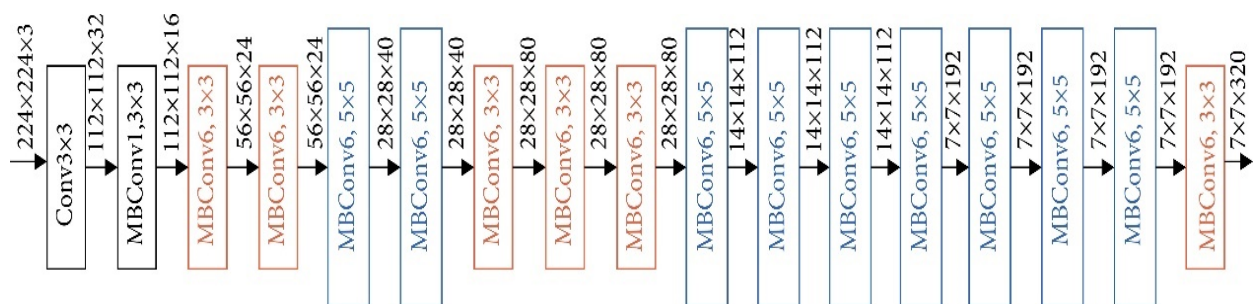 224×224×3
Conv3×3
112×112×32
MBConv1,3×3
112×112×16
MBConv6, 3×3
56×56×24
MBConv6, 3×3
56×56×24
MBConv6, 5×5
28×28×40
MBConv6, 5×5
28×28×40
MBConv6, 3×3
28×28×80
MBConv6, 3×3
28×28×80
MBConv6, 3×3
28×28×80
MBConv6, 5×5
14×14×112
MBConv6, 5×5
14×14×112
MBConv6, 5×5
14×14×112
MBConv6, 5×5
7×7×192
MBConv6, 5×5
7×7×192
MBConv6, 5×5
7×7×192
MBConv6, 5×5
7×7×192
MBConv6, 3×3
7×7×320